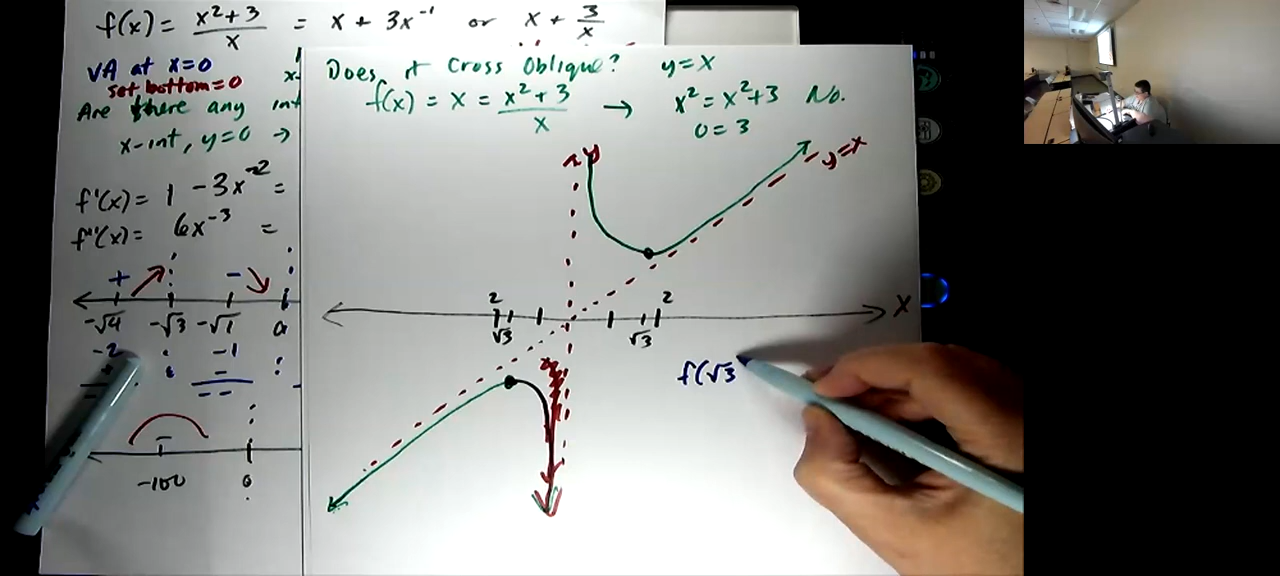 f(x) = x²+3 / x = x + 3x⁻¹ or x + 3/x
VA at x=0
set bottom=0
Are there any int
x-int, y=0 →
x-
f'(x) = 1 - 3x⁻² =
f''(x) = 6x⁻³ =
+ -
-√4 -√3 -√1 0
-2 -1
-
-100 0
Does it Cross Oblique? y=x
f(x) = x = x²+3 / x → x² = x²+3 No.
0=3
y
y=x
2 2 X
√3 √3
f(√3